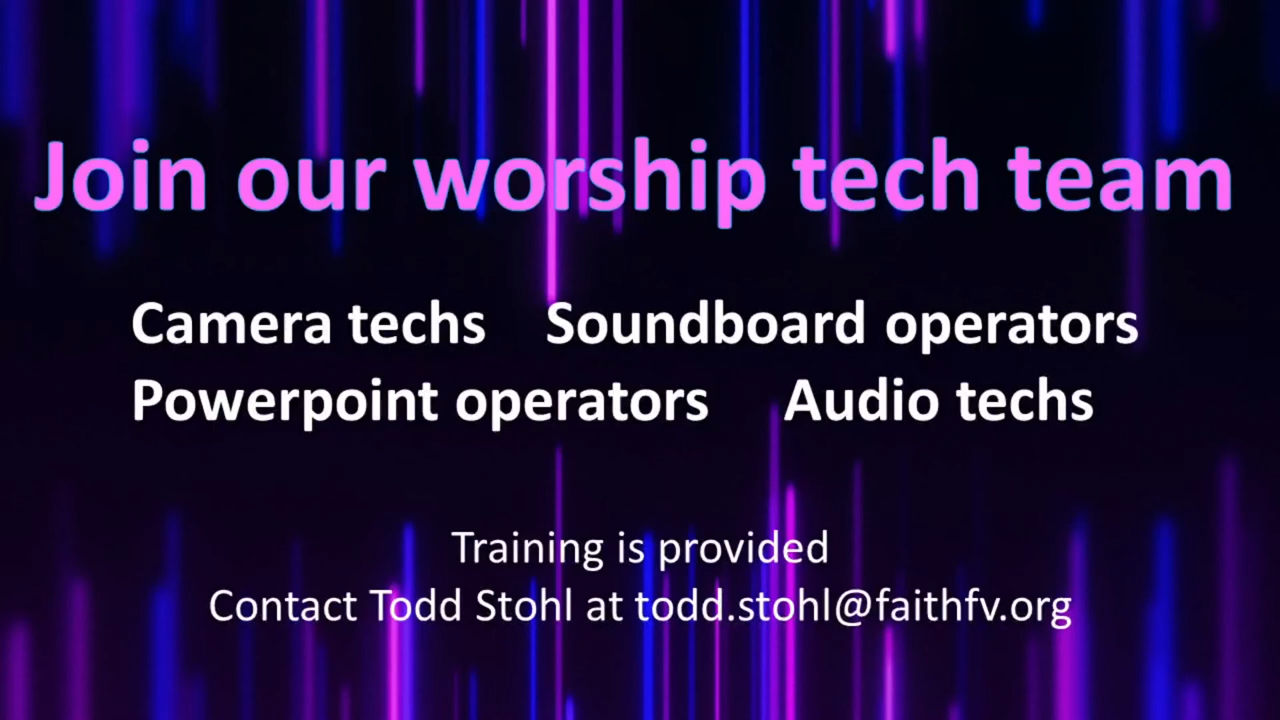 Join our worship tech team
Camera techs Soundboard operators
Powerpoint operators Audio techs
Training is provided
Contact Todd Stohl at todd.stohl@faithfv.org